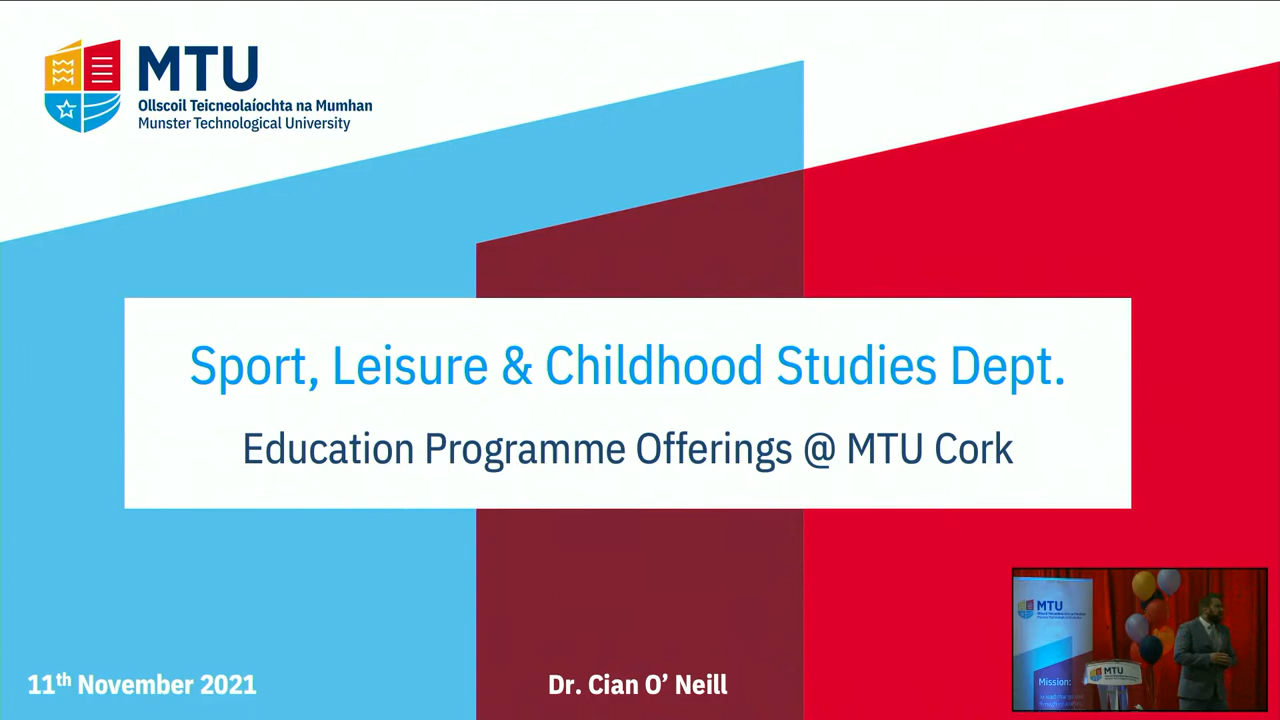 MTU
Ollscoil Teicneolaíochta na Mumhan
Munster Technological University
Sport, Leisure & Childhood Studies Dept.
Education Programme Offerings @ MTU Cork
11th November 2021
Dr. Cian O' Neill
MTU
Mission:
MTU